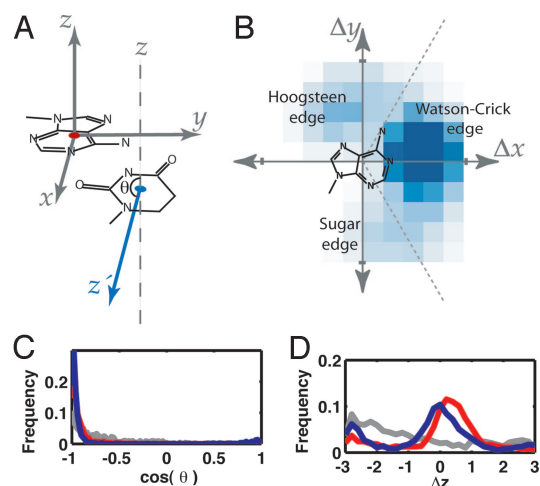 A
z
z
y
x
N
N
N
N
N
O
O
N
N
θ
z´
B
Δy
Δx
Hoogsteen
edge
Watson-Crick
edge
Sugar
edge
N
N
N
N
N
C
Frequency
0.2
0.1
0
-1
-0.5
0
0.5
1
cos( θ )
D
Frequency
0.2
0.1
0
-3
-2
-1
0
1
2
3
Δz